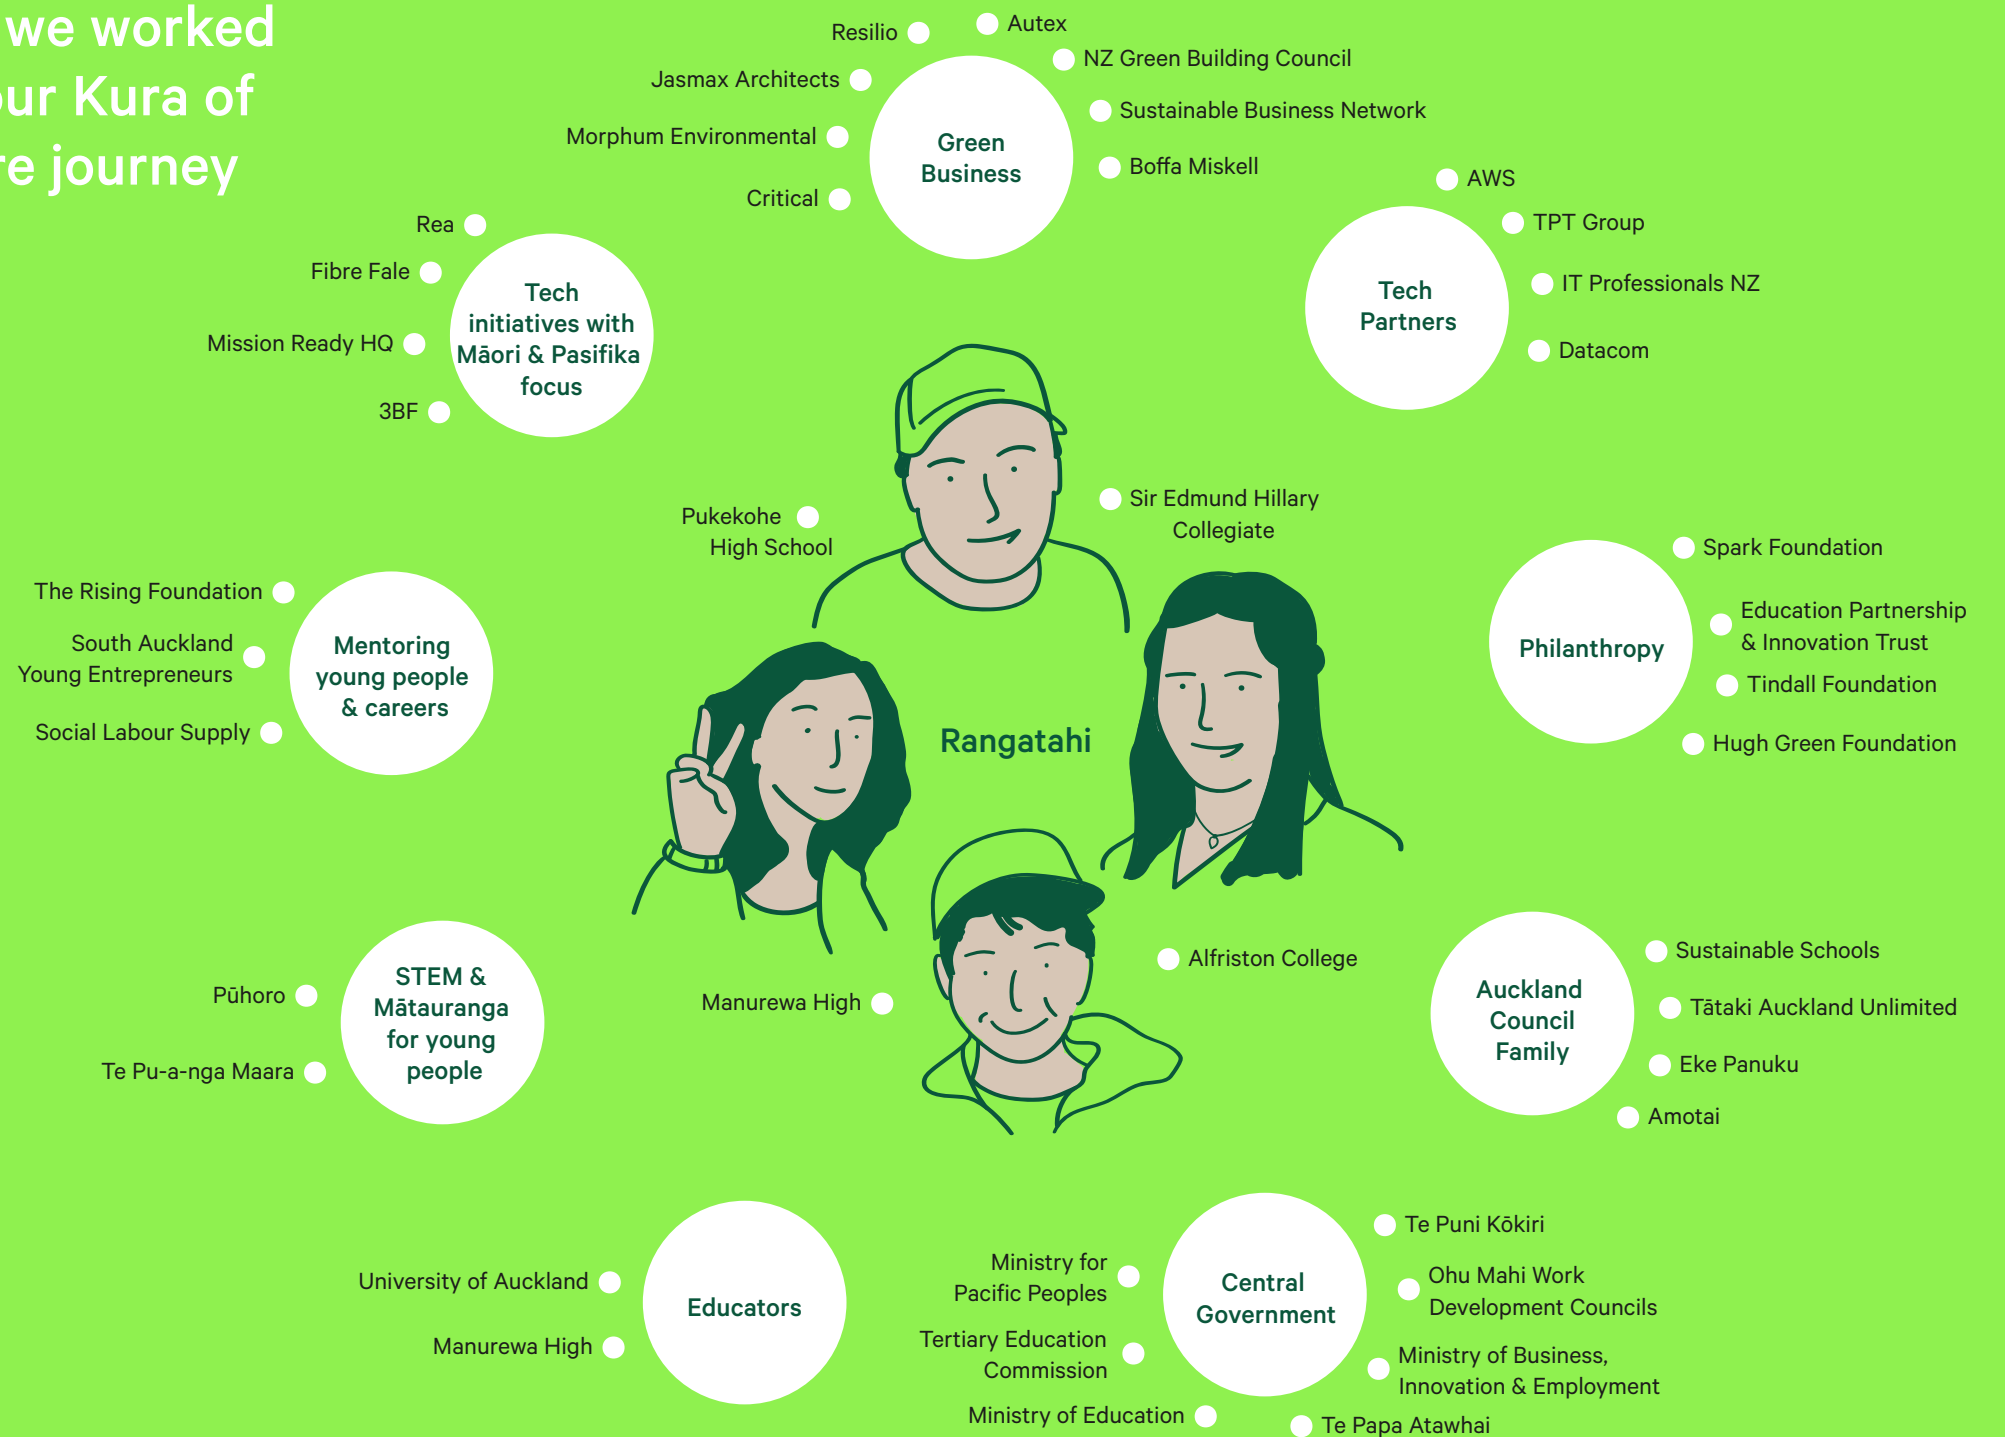 we worked
our Kura of
re journey
Resilio
Autex
Jasmax Architects
NZ Green Building Council
Morphum Environmental
Sustainable Business Network
Critical
Boffa Miskell
Green
Business
AWS
TPT Group
IT Professionals NZ
Datacom
Tech
Partners
Rea
Fibre Fale
Mission Ready HQ
3BF
Tech
initiatives with
Māori & Pasifika
focus
Pukekohe
High School
Sir Edmund Hillary
Collegiate
The Rising Foundation
South Auckland
Young Entrepreneurs
Social Labour Supply
Mentoring
young people
& careers
Rangatahi
Philanthropy
Spark Foundation
Education Partnership
& Innovation Trust
Tindall Foundation
Hugh Green Foundation
Pūhoro
Te Pu-a-nga Maara
STEM &
Mātauranga
for young
people
Manurewa High
Alfriston College
Auckland
Council
Family
Sustainable Schools
Tātaki Auckland Unlimited
Eke Panuku
Amotai
University of Auckland
Manurewa High
Educators
Ministry for
Pacific Peoples
Tertiary Education
Commission
Ministry of Education
Central
Government
Te Puni Kōkiri
Ohu Mahi Work
Development Councils
Ministry of Business,
Innovation & Employment
Te Papa Atawhai